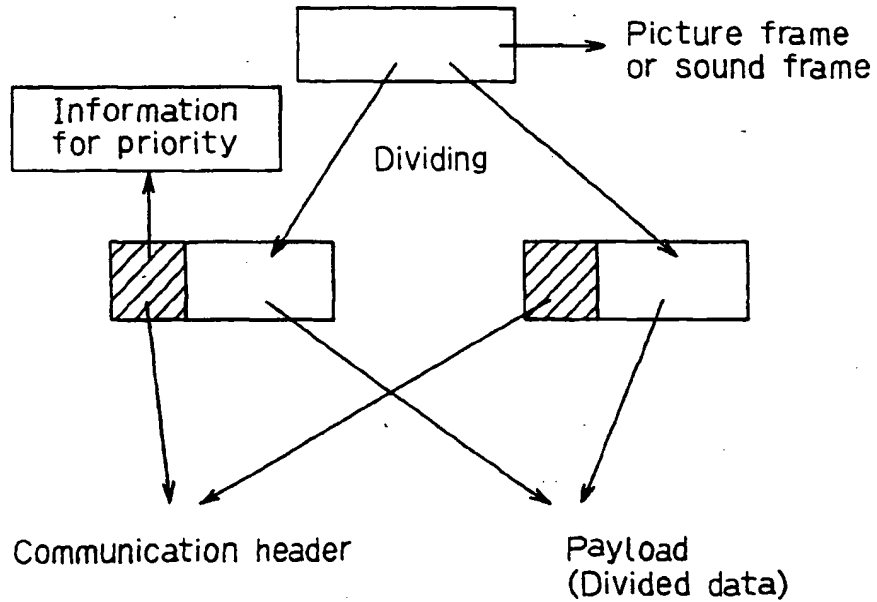 Picture frame
or sound frame
Information
for priority
Dividing
Communication header
Payload
(Divided data)